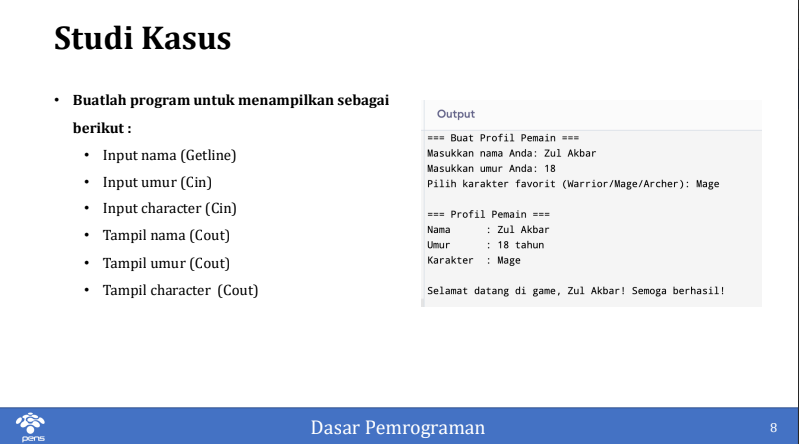 Studi Kasus
• Buatlah program untuk menampilkan sebagai
berikut :
• Input nama (Getline)
• Input umur (Cin)
• Input character (Cin)
• Tampil nama (Cout)
• Tampil umur (Cout)
• Tampil character (Cout)
Output
=== Buat Profil Pemain ===
Masukkan nama Anda: Zul Akbar
Masukkan umur Anda: 18
Pilih karakter favorit (Warrior/Mage/Archer): Mage
=== Profil Pemain ===
Nama : Zul Akbar
Umur : 18 tahun
Karakter : Mage
Selamat datang di game, Zul Akbar! Semoga berhasil!
pens
Dasar Pemrograman
8